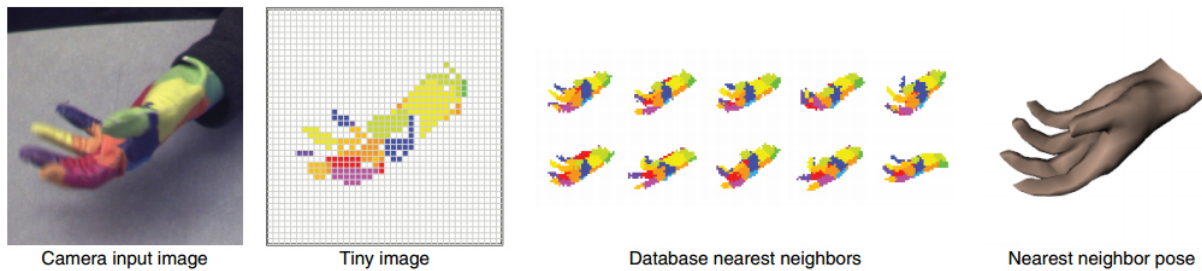 Camera input image
Tiny image
Database nearest neighbors
Nearest neighbor pose